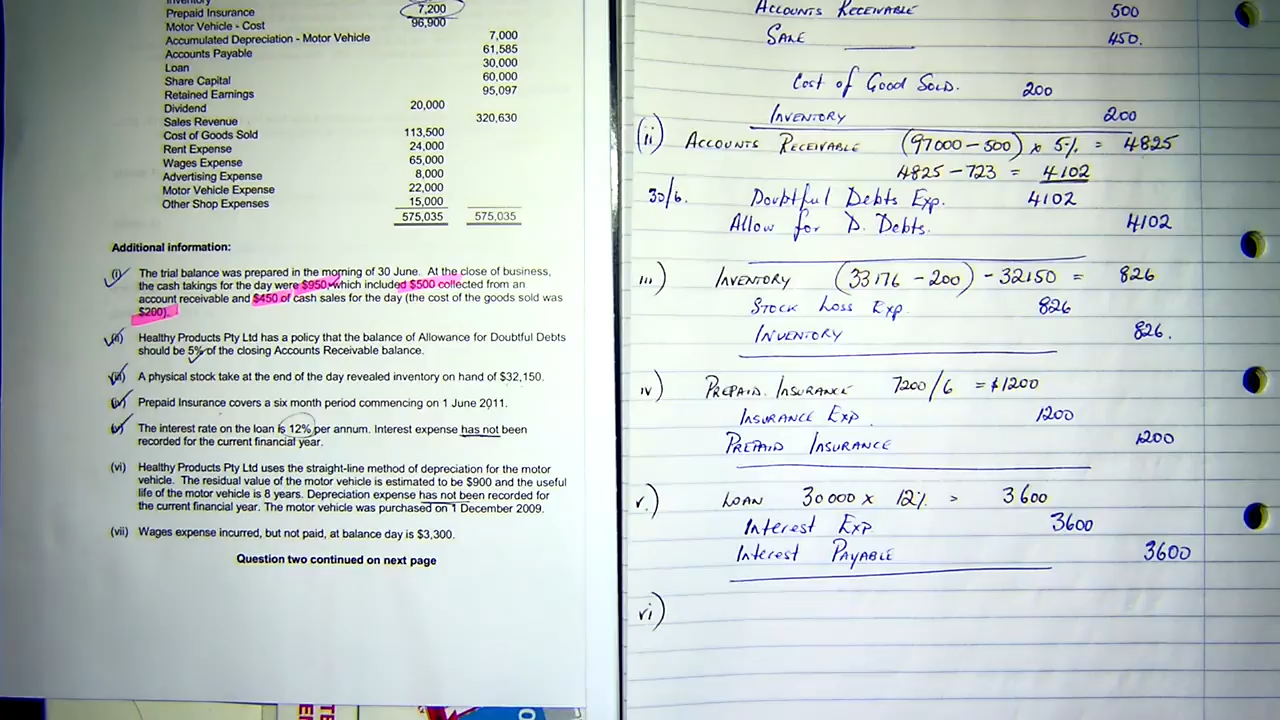 Prepaid Insurance 7,200
Motor Vehicle - Cost 96,900
Accumulated Depreciation - Motor Vehicle 7,000
Accounts Payable 61,585
Loan 30,000
Share Capital 60,000
Retained Earnings 95,097
Dividend 20,000
Sales Revenue 320,630
Cost of Goods Sold 113,500
Rent Expense 24,000
Wages Expense 65,000
Advertising Expense 8,000
Motor Vehicle Expense 22,000
Other Shop Expenses 15,000
575,035 575,035
Additional information:
(i) The trial balance was prepared in the morning of 30 June. At the close of business,
the cash takings for the day were $950 which included $500 collected from an
account receivable and $450 of cash sales for the day (the cost of the goods sold was
$200).
(ii) Healthy Products Pty Ltd has a policy that the balance of Allowance for Doubtful Debts
should be 5% of the closing Accounts Receivable balance.
(iii) A physical stock take at the end of the day revealed inventory on hand of $32,150.
(iv) Prepaid Insurance covers a six month period commencing on 1 June 2011.
(v) The interest rate on the loan is 12% per annum. Interest expense has not been
recorded for the current financial year.
(vi) Healthy Products Pty Ltd uses the straight-line method of depreciation for the motor
vehicle. The residual value of the motor vehicle is estimated to be $900 and the useful
life of the motor vehicle is 8 years. Depreciation expense has not been recorded for
the current financial year. The motor vehicle was purchased on 1 December 2009.
(vii) Wages expense incurred, but not paid, at balance day is $3,300.
Question two continued on next page
ACCOUNTS RECEIVABLE 500
SALE 450.
Cost of Good Sold. 200
INVENTORY 200
(ii) ACCOUNTS RECEIVABLE (97000-500) x 5% = 4825
4825-723 = 4102
30/6. Doubtful Debts Exp. 4102
Allow for D. Debts. 4102
iii) INVENTORY (33176-200) - 32150 = 826
STOCK LOSS EXP. 826
INVENTORY 826.
iv) PREPAID. INSURANCE 7200/6 = $1200
INSURANCE EXP 1200
PREPAID INSURANCE 1200
v.) LOAN 30000 x 12% = 3600
Interest Exp 3600
Interest PAYABLE 3600
vi)